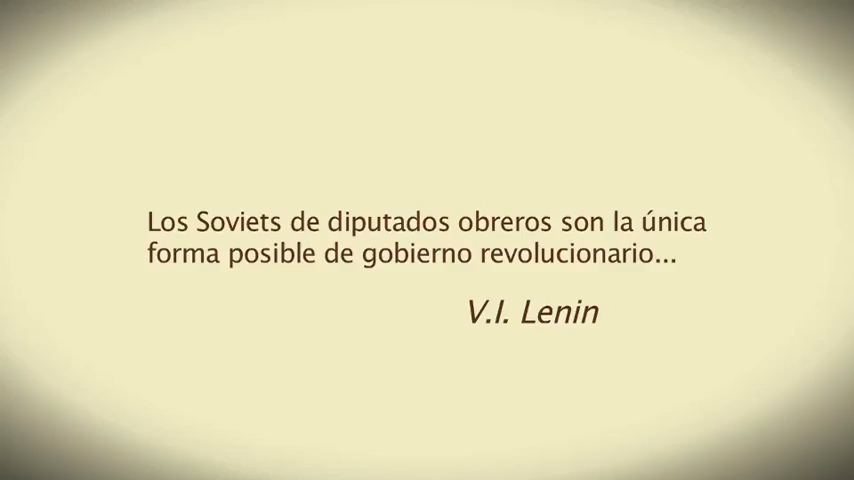 Los Soviets de diputados obreros son la única
forma posible de gobierno revolucionario...
V.I. Lenin